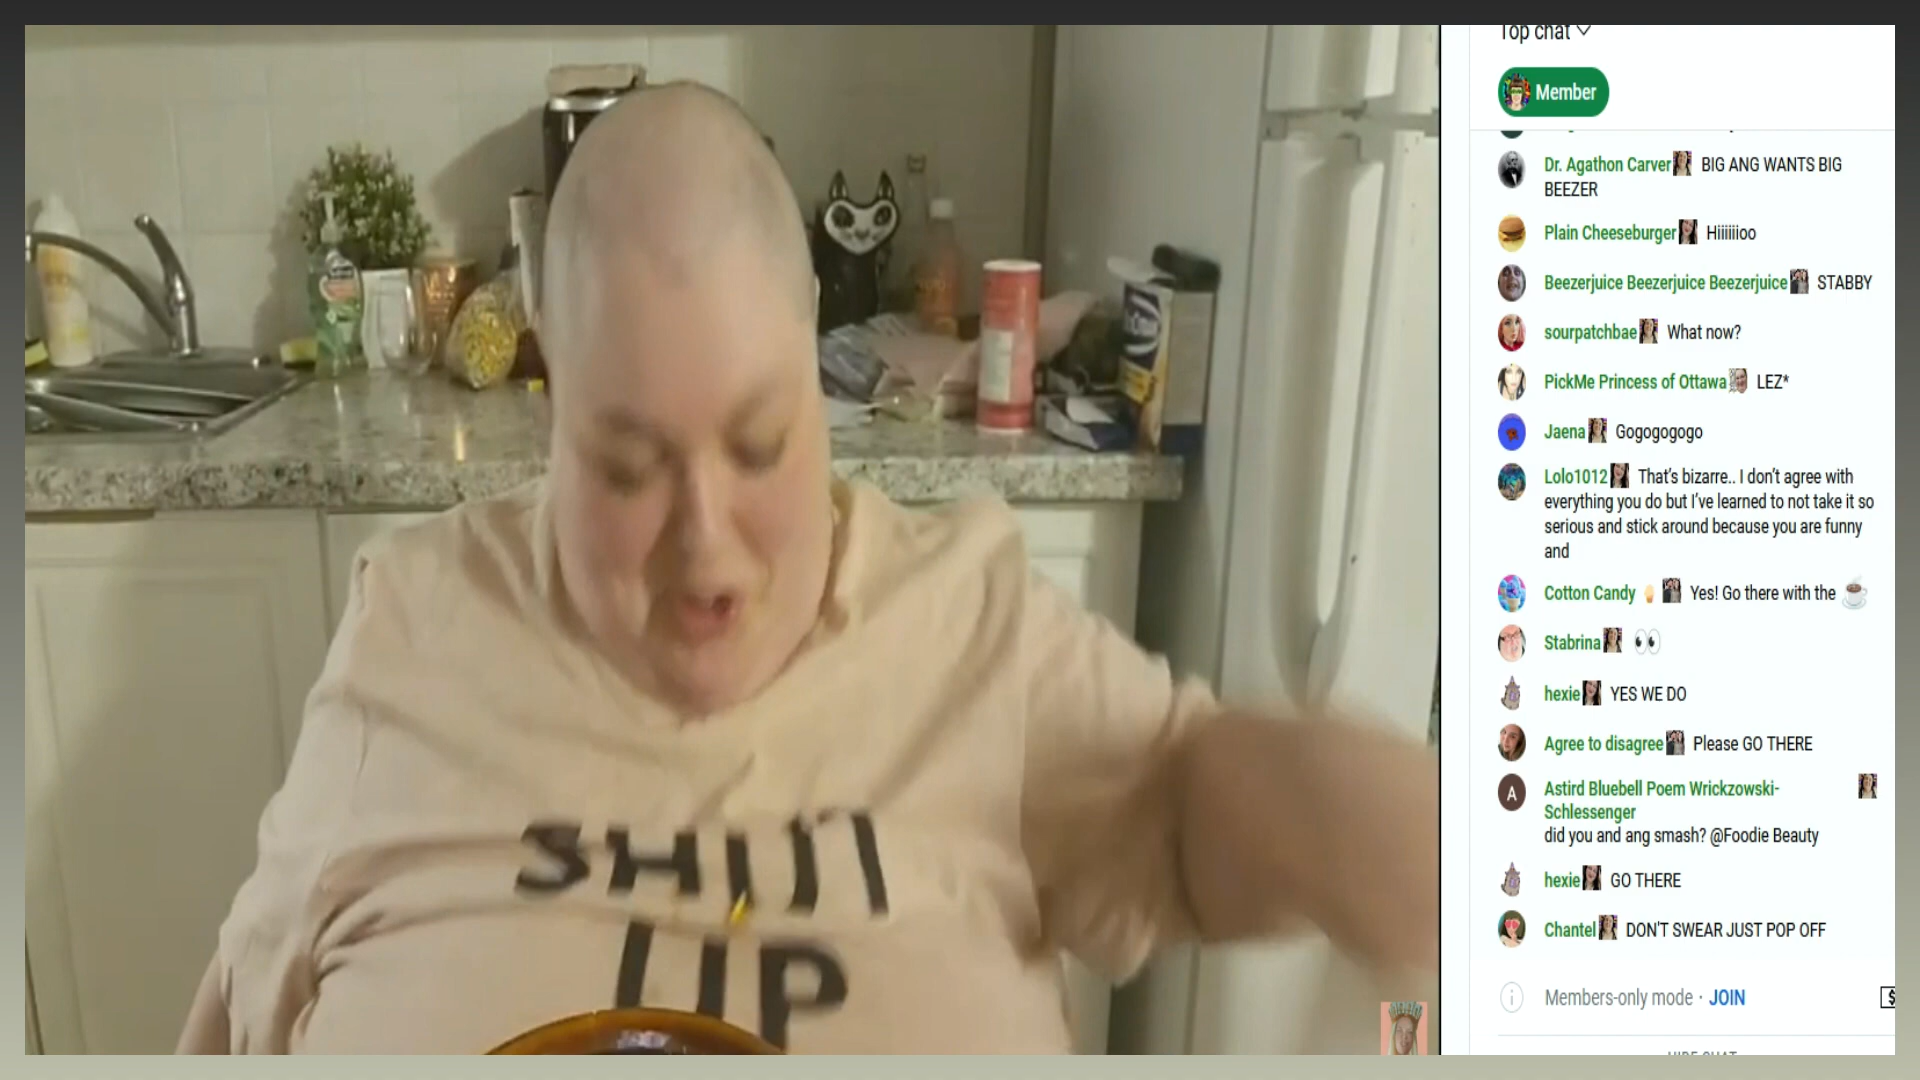 SHUT
UP
Top chat
Member
Dr. Agathon Carver BIG ANG WANTS BIG
BEEZER
Plain Cheeseburger Hiiiiiioo
Beezerjuice Beezerjuice Beezerjuice STABBY
sourpatchbae What now?
PickMe Princess of Ottawa LEZ*
Jaena Gogogogogo
Lolo1012 That's bizarre.. I don't agree with
everything you do but I've learned to not take it so
serious and stick around because you are funny
and
Cotton Candy Yes! Go there with the
Stabrina
hexie YES WE DO
Agree to disagree Please GO THERE
A
Astird Bluebell Poem Wrickzowski-
Schlessenger
did you and ang smash? @Foodie Beauty
hexie GO THERE
Chantel DON'T SWEAR JUST POP OFF
Members-only mode · JOIN
$
HIDE CHAT